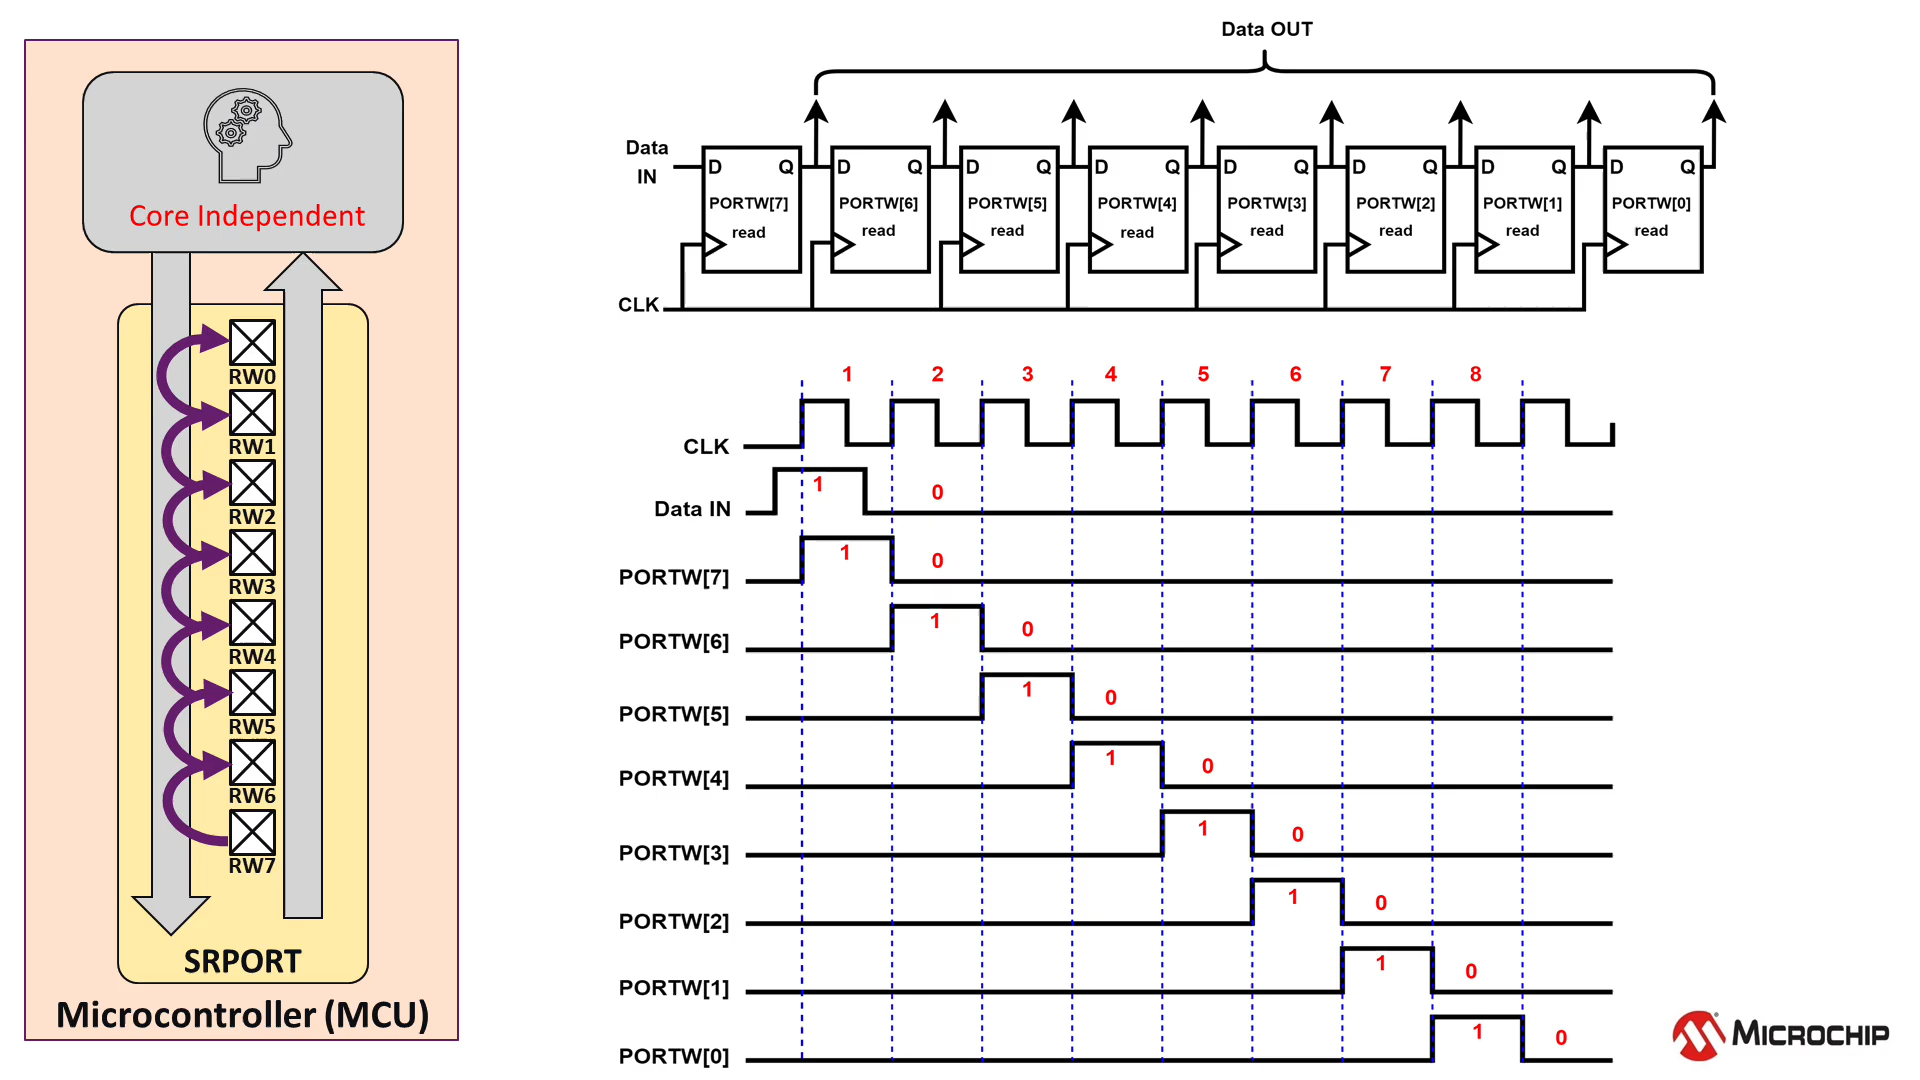 Core Independent
RW0
RW1
RW2
RW3
RW4
RW5
RW6
RW7
SRPORT
Microcontroller (MCU)
Data OUT
Data
IN
D Q D Q D Q D Q D Q D Q D Q D Q
PORTW[7] PORTW[6] PORTW[5] PORTW[4] PORTW[3] PORTW[2] PORTW[1] PORTW[0]
read read read read read read read read
CLK
1 2 3 4 5 6 7 8
CLK
Data IN 1 0
PORTW[7] 1 0
PORTW[6] 1 0
PORTW[5] 1 0
PORTW[4] 1 0
PORTW[3] 1 0
PORTW[2] 1 0
PORTW[1] 1 0
PORTW[0] 1 0
MICROCHIP